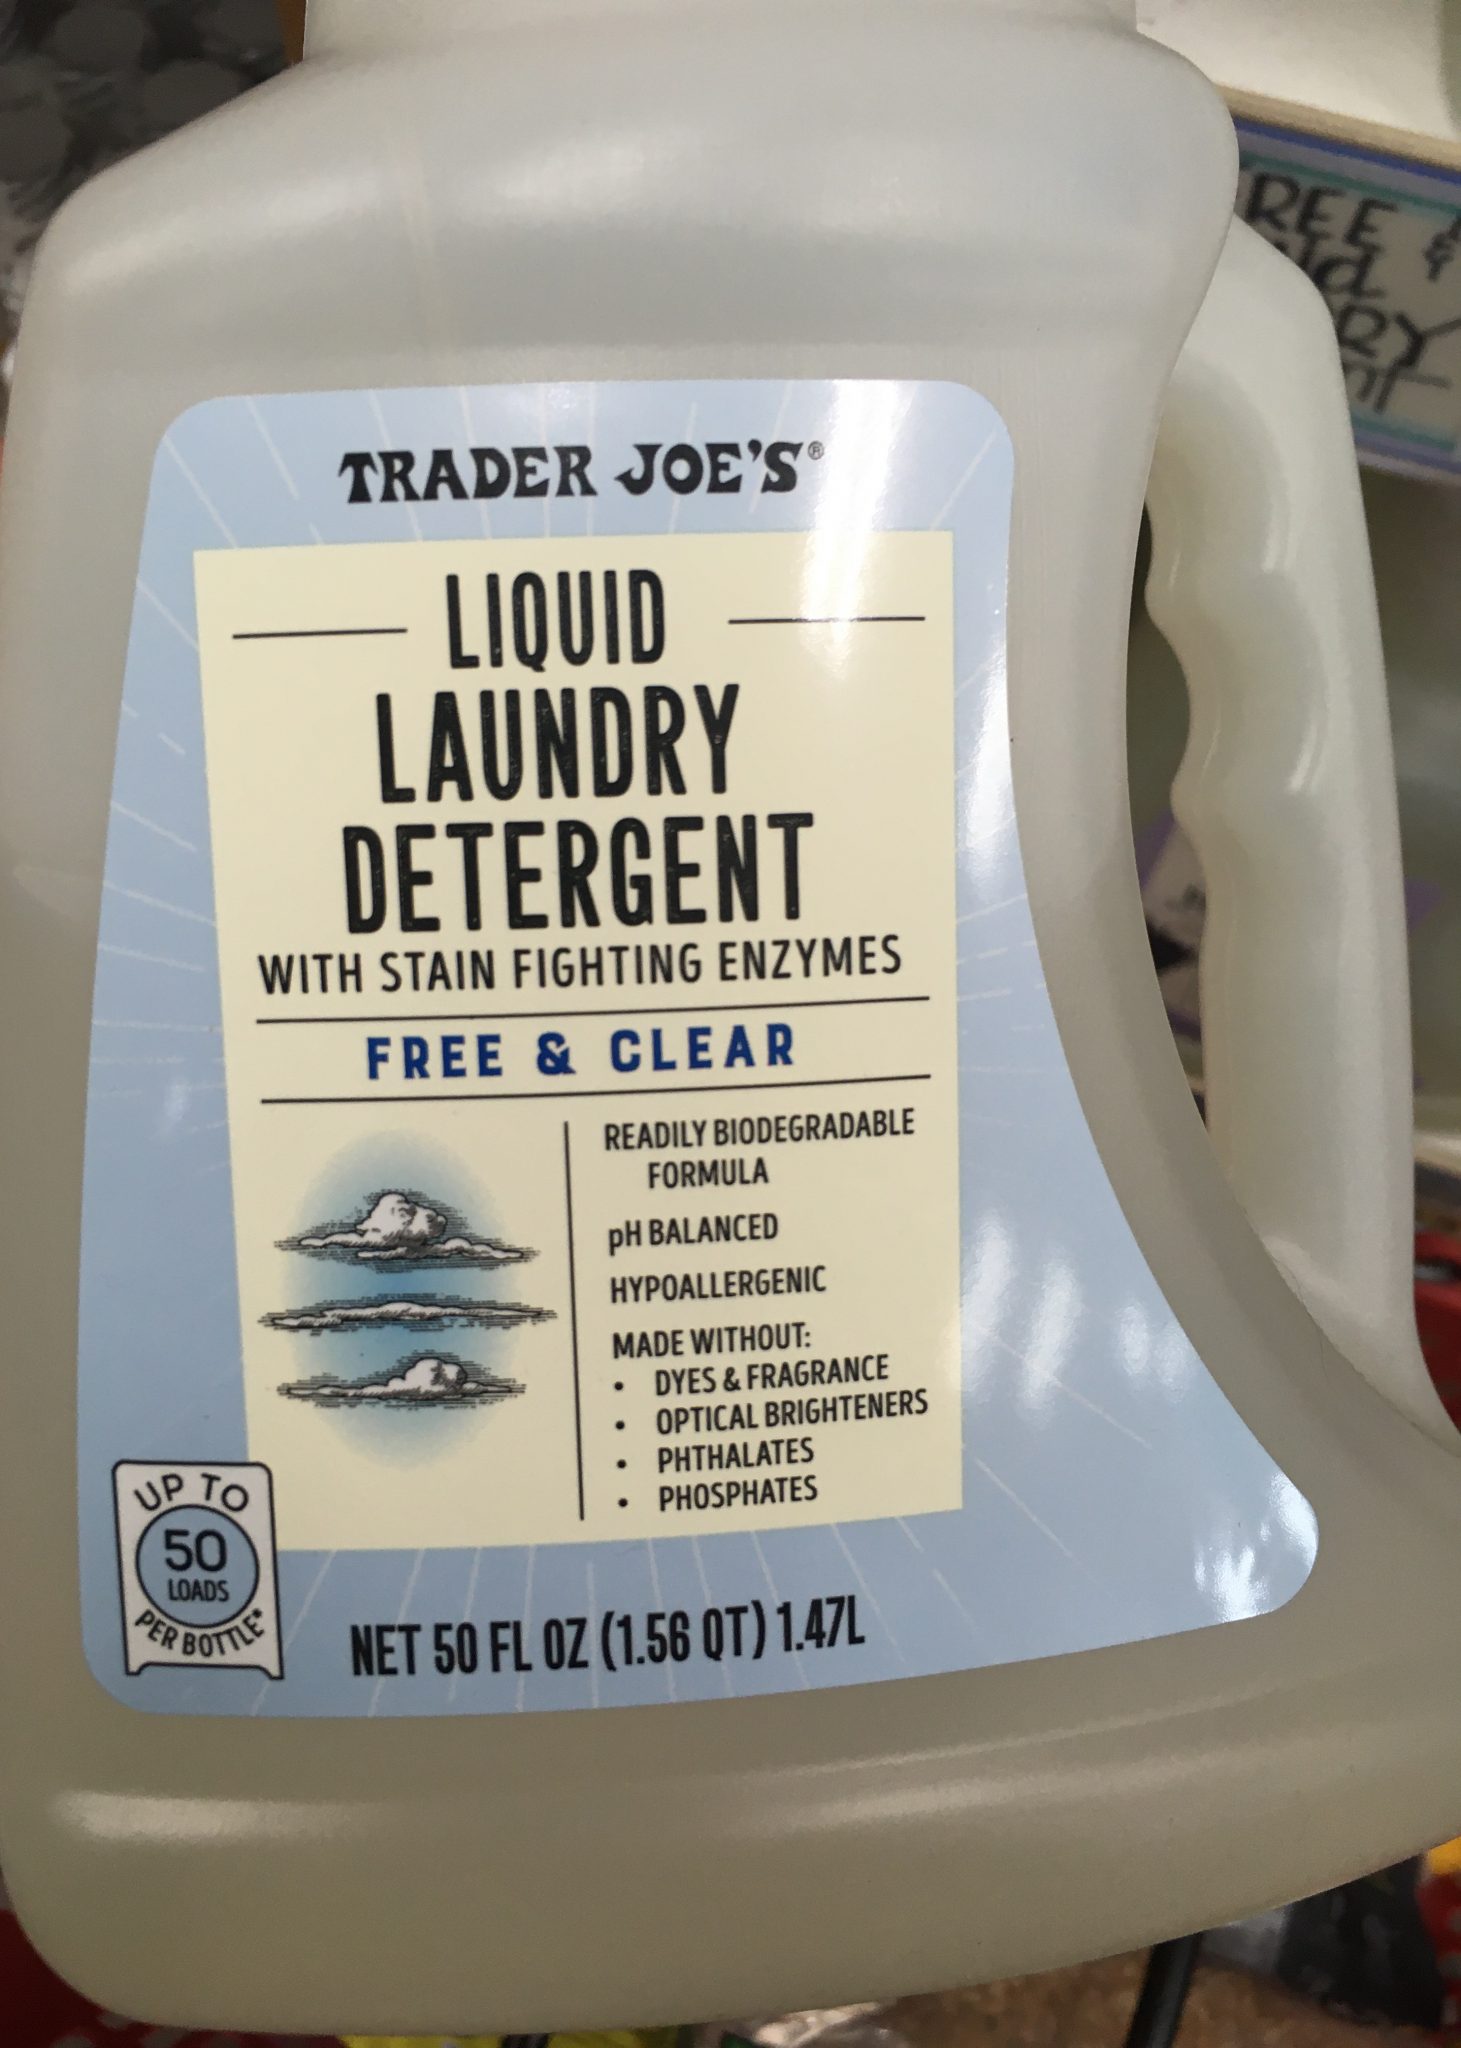 TRADER JOE'S®
LIQUID
LAUNDRY
DETERGENT
WITH STAIN FIGHTING ENZYMES
FREE & CLEAR
READILY BIODEGRADABLE
FORMULA
pH BALANCED
HYPOALLERGENIC
MADE WITHOUT:
• DYES & FRAGRANCE
• OPTICAL BRIGHTENERS
• PHTHALATES
• PHOSPHATES
UP TO
50
LOADS
PER BOTTLE*
NET 50 FL OZ (1.56 QT) 1.47L
REE &